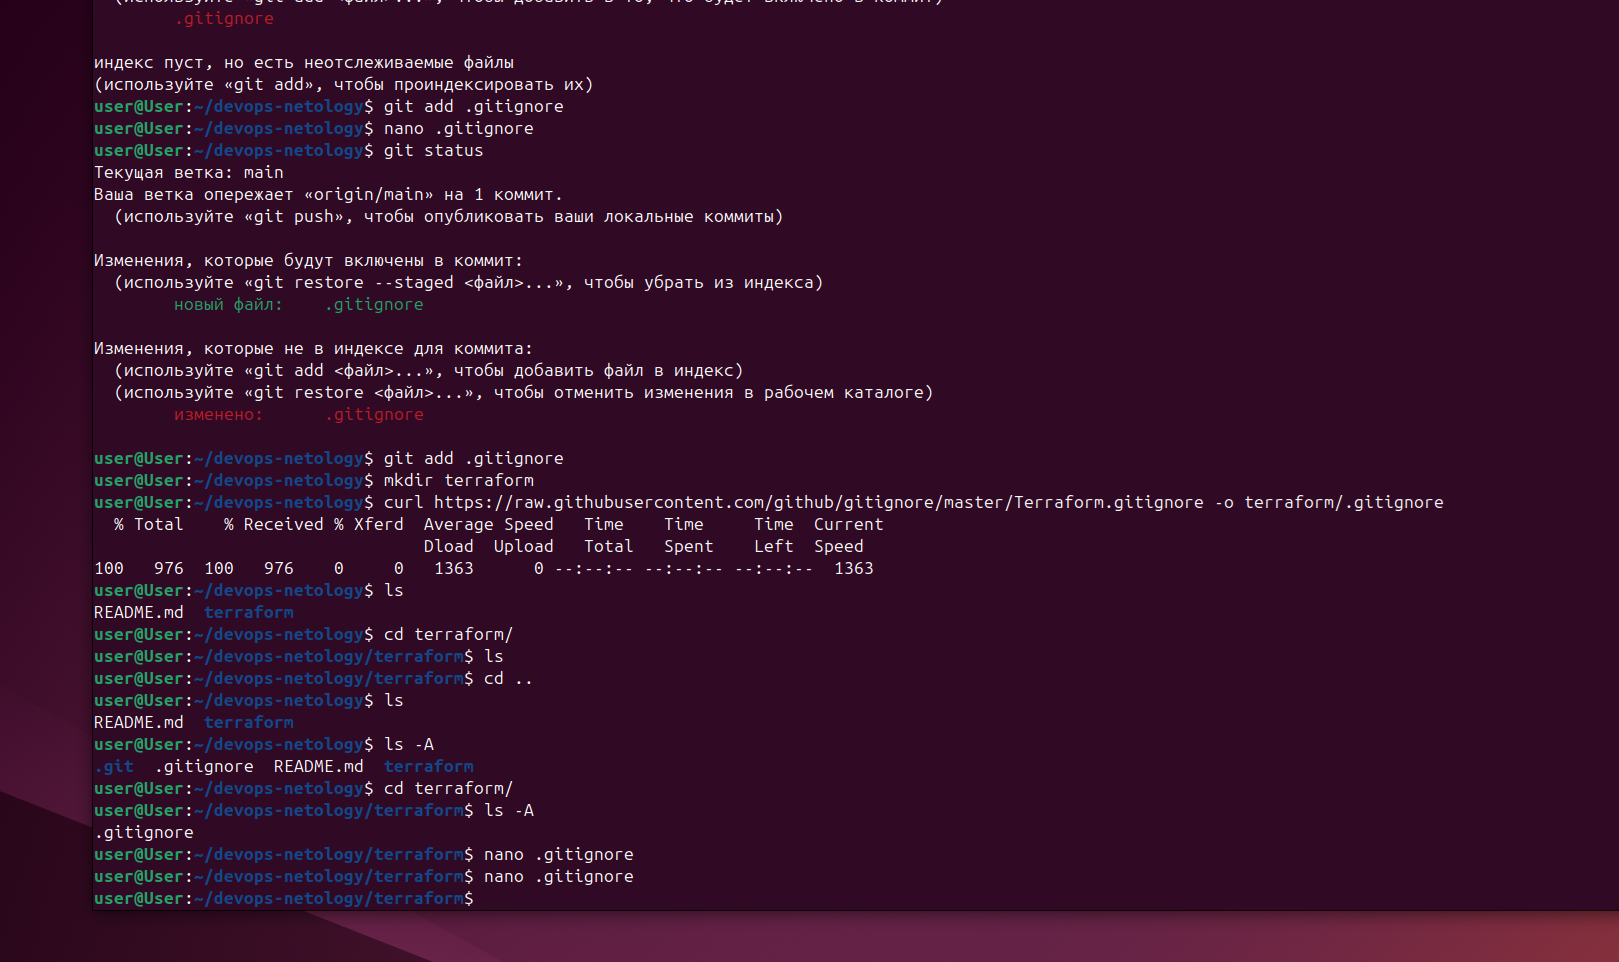 (используйте «git add <файл>...», чтобы добавить в то, что будет включено в коммит)
.gitignore
индекс пуст, но есть неотслеживаемые файлы
(используйте «git add», чтобы проиндексировать их)
user@User:~/devops-netology$ git add .gitignore
user@User:~/devops-netology$ nano .gitignore
user@User:~/devops-netology$ git status
Текущая ветка: main
Ваша ветка опережает «origin/main» на 1 коммит.
(используйте «git push», чтобы опубликовать ваши локальные коммиты)
Изменения, которые будут включены в коммит:
(используйте «git restore --staged <файл>...», чтобы убрать из индекса)
новый файл:    .gitignore
Изменения, которые не в индексе для коммита:
(используйте «git add <файл>...», чтобы добавить файл в индекс)
(используйте «git restore <файл>...», чтобы отменить изменения в рабочем каталоге)
изменено:      .gitignore
user@User:~/devops-netology$ git add .gitignore
user@User:~/devops-netology$ mkdir terraform
user@User:~/devops-netology$ curl https://raw.githubusercontent.com/github/gitignore/master/Terraform.gitignore -o terraform/.gitignore
  % Total    % Received % Xferd  Average Speed   Time    Time     Time  Current
                                 Dload  Upload   Total   Spent    Left  Speed
100   976  100   976    0     0   1363      0 --:--:-- --:--:-- --:--:--  1363
user@User:~/devops-netology$ ls
README.md  terraform
user@User:~/devops-netology$ cd terraform/
user@User:~/devops-netology/terraform$ ls
user@User:~/devops-netology/terraform$ cd ..
user@User:~/devops-netology$ ls
README.md  terraform
user@User:~/devops-netology$ ls -A
.git  .gitignore  README.md  terraform
user@User:~/devops-netology$ cd terraform/
user@User:~/devops-netology/terraform$ ls -A
.gitignore
user@User:~/devops-netology/terraform$ nano .gitignore
user@User:~/devops-netology/terraform$ nano .gitignore
user@User:~/devops-netology/terraform$